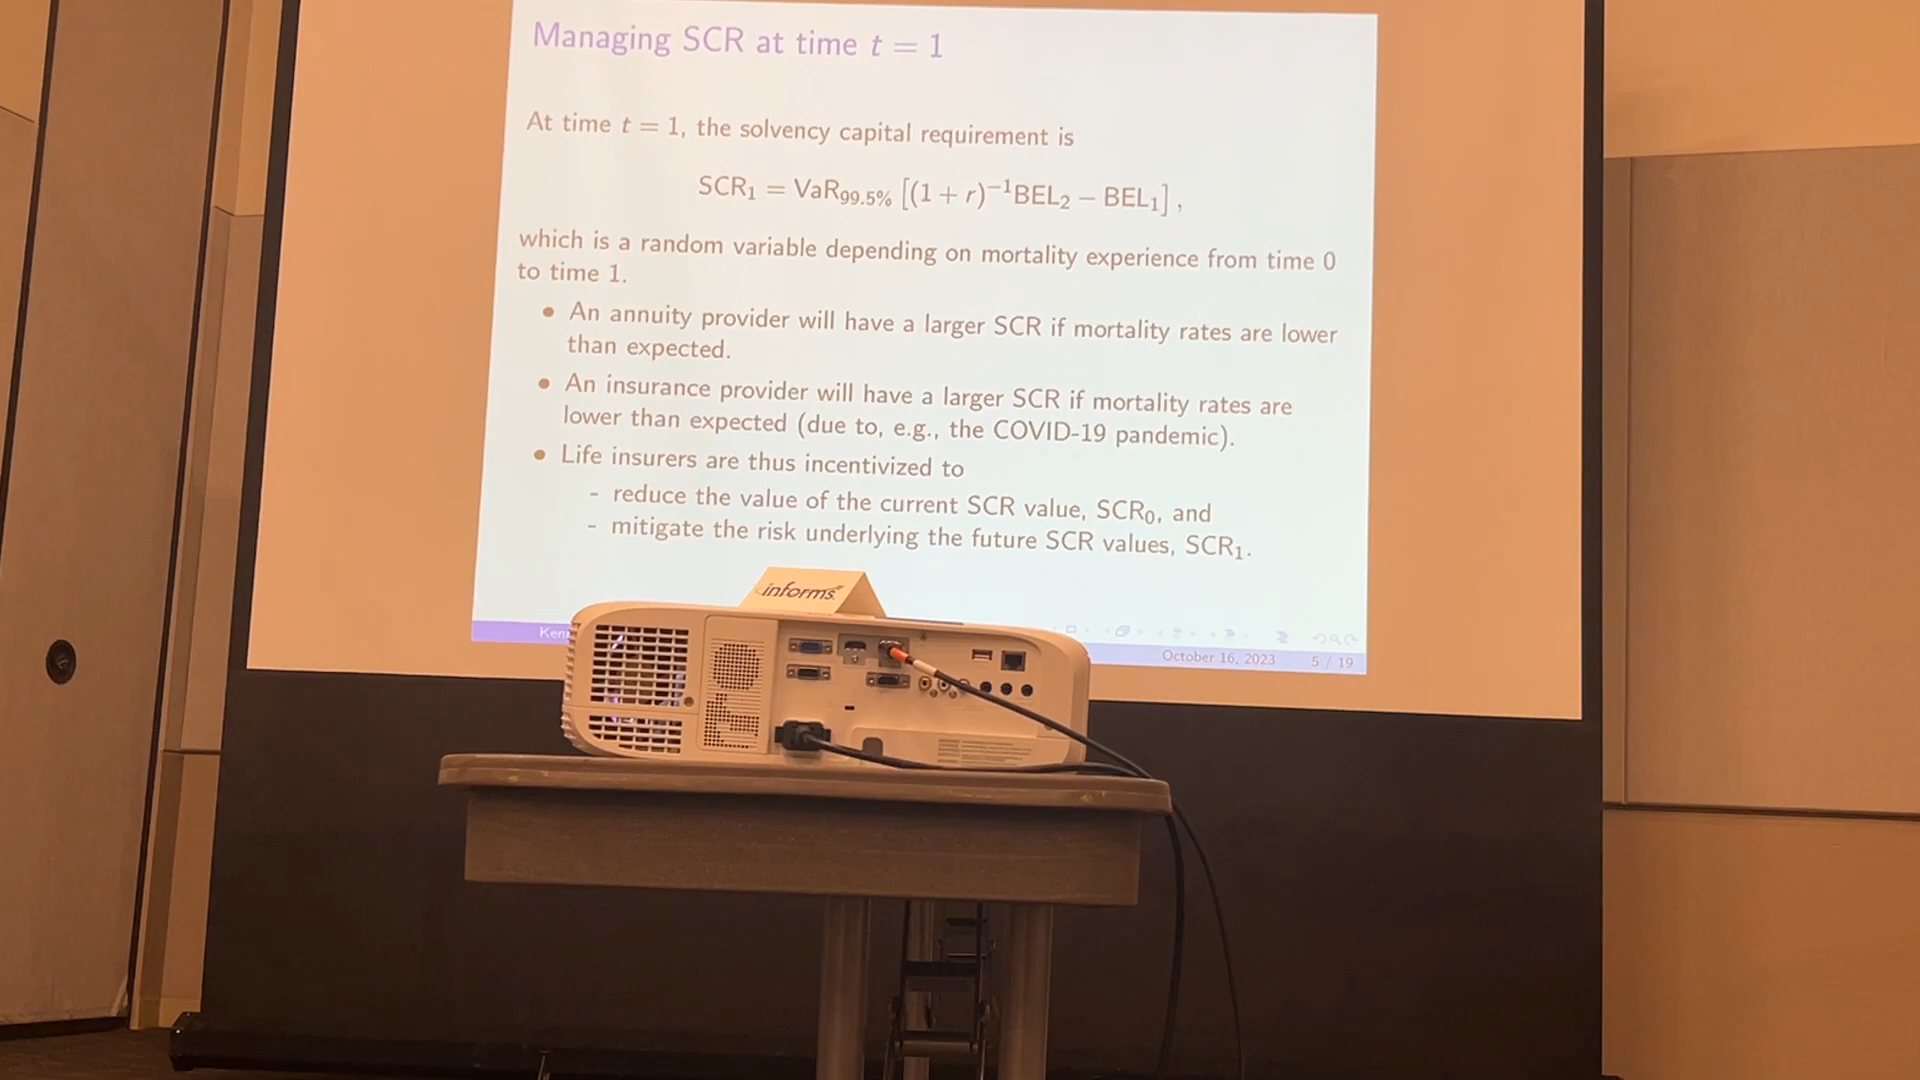 Managing SCR at time t = 1
At time t = 1, the solvency capital requirement is
SCR₁ = VaR₉₉.₅% [(1 + r)⁻¹BEL₂ − BEL₁] ,
which is a random variable depending on mortality experience from time 0
to time 1.
• An annuity provider will have a larger SCR if mortality rates are lower
than expected.
• An insurance provider will have a larger SCR if mortality rates are
lower than expected (due to, e.g., the COVID-19 pandemic).
• Life insurers are thus incentivized to
- reduce the value of the current SCR value, SCR₀, and
- mitigate the risk underlying the future SCR values, SCR₁.
informs
October 16, 2023 5 / 19